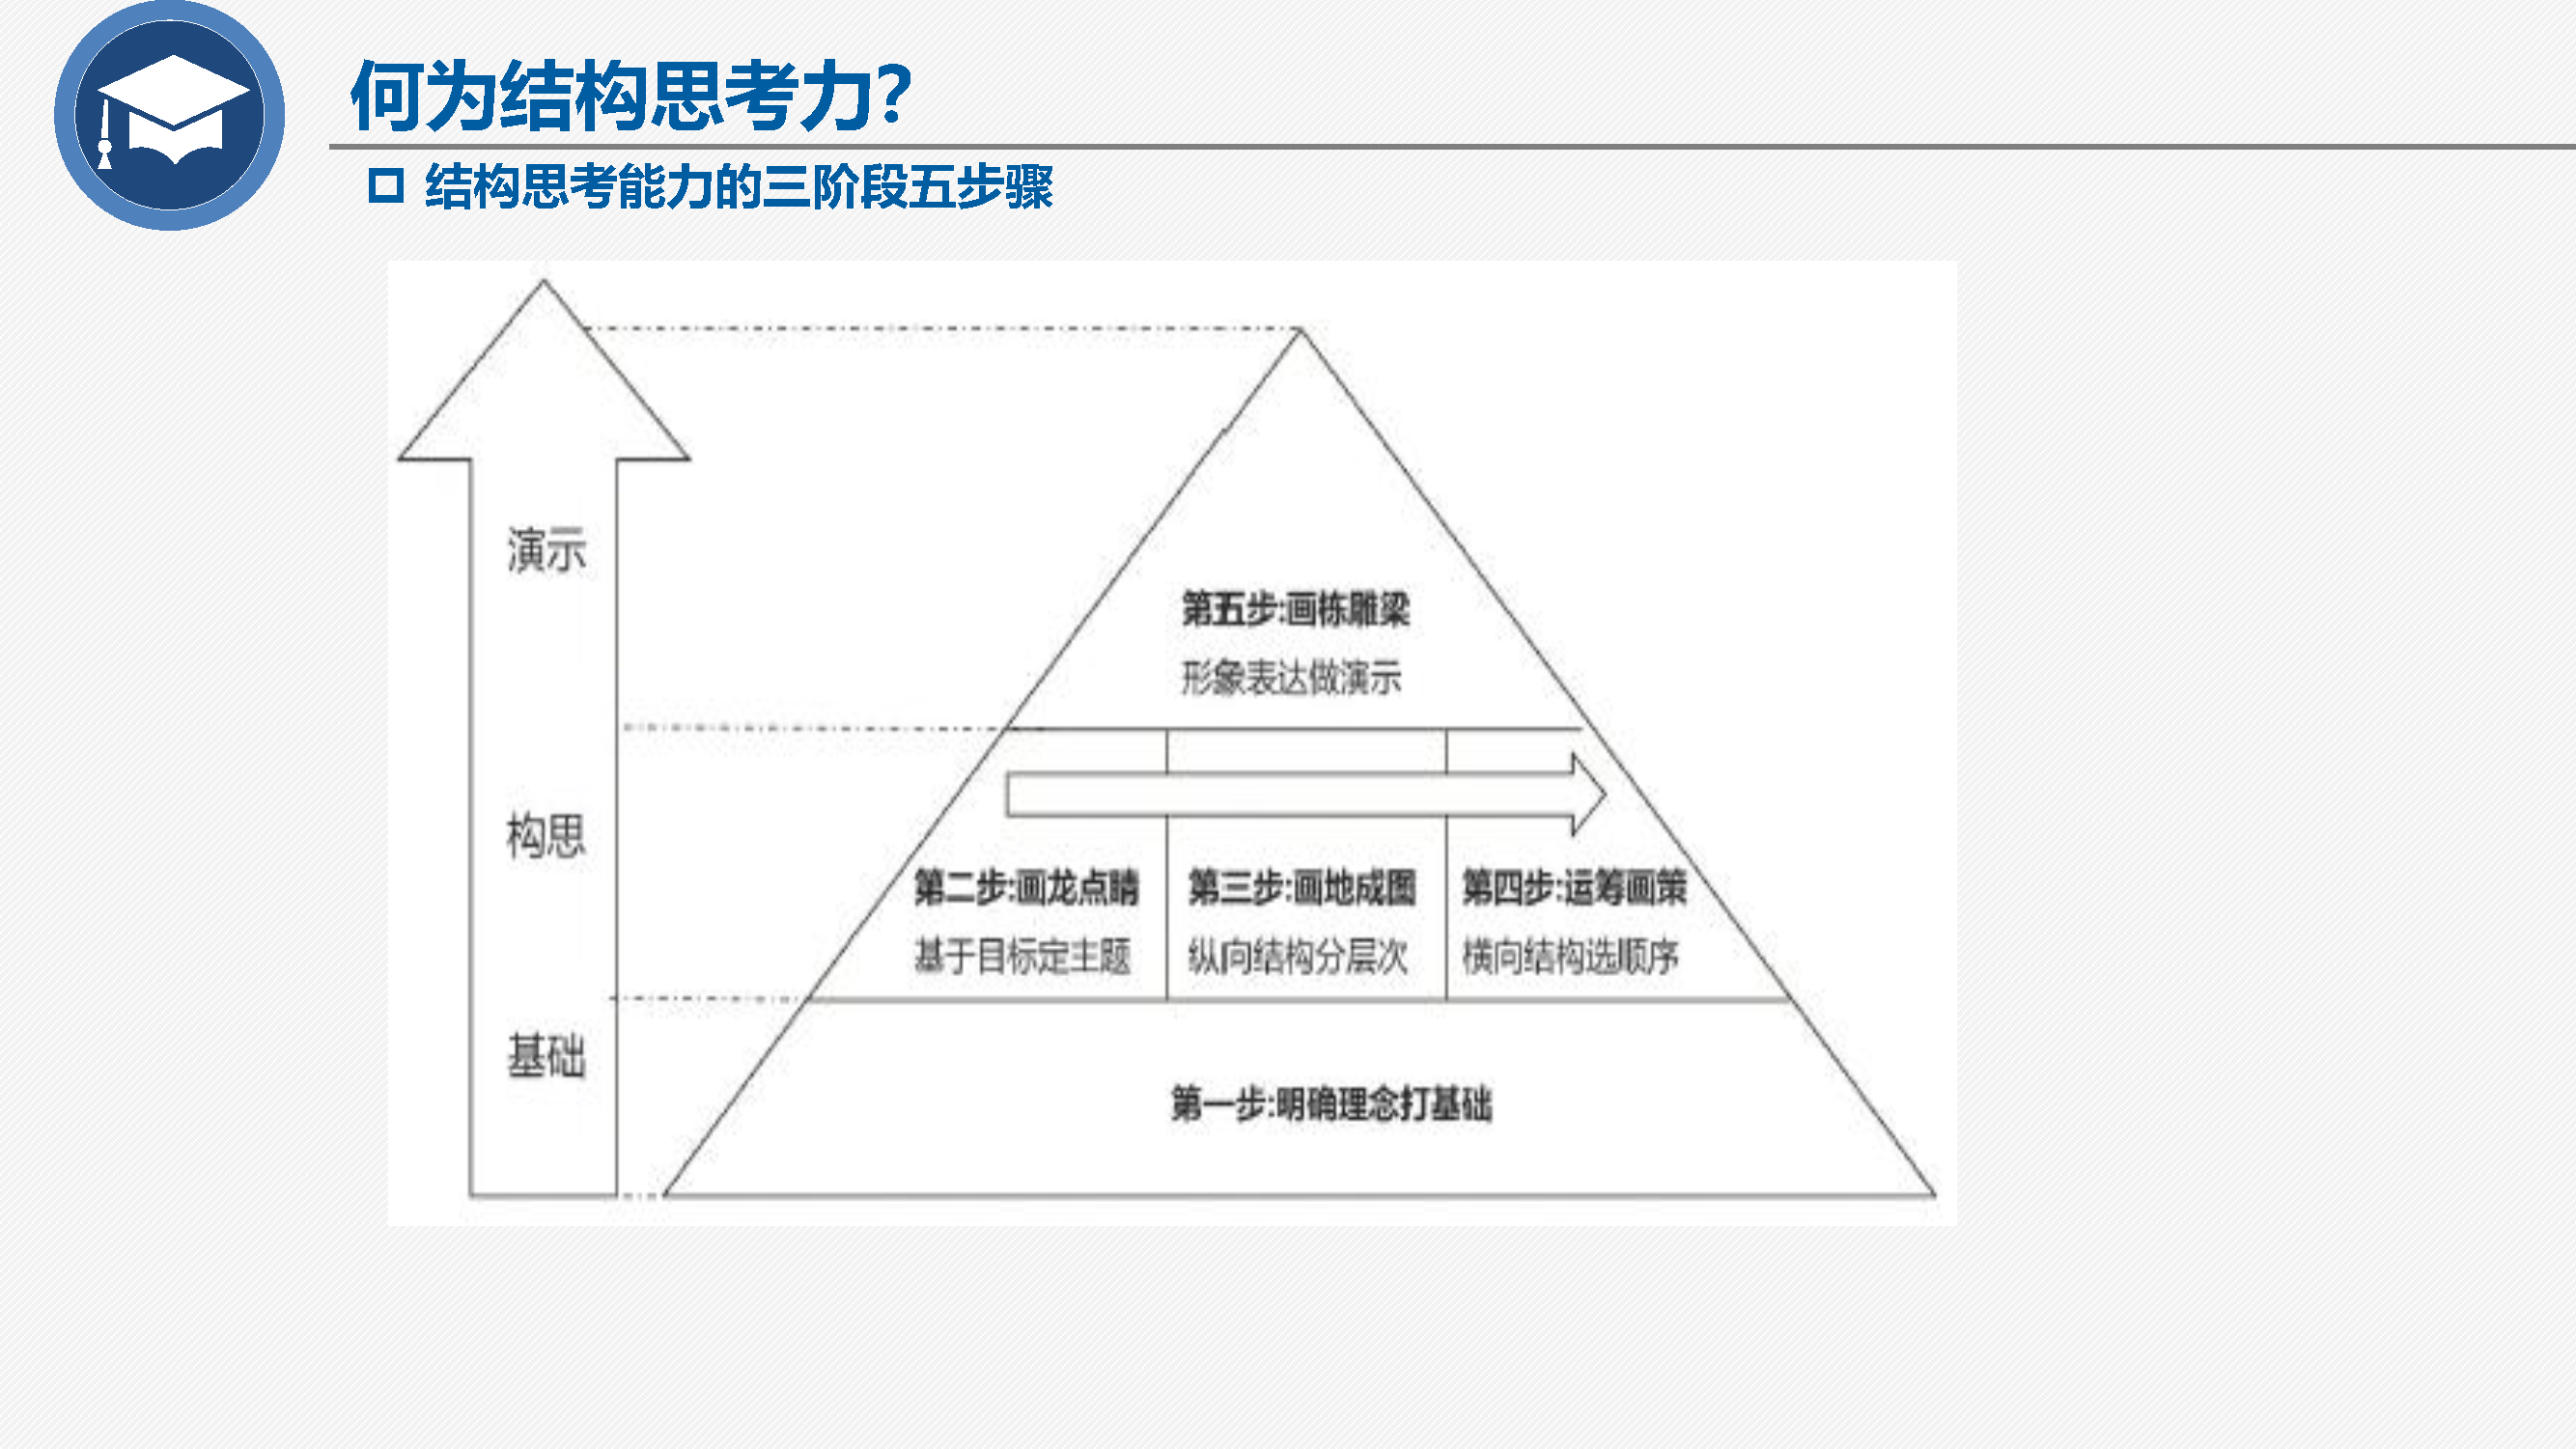 何为结构思考力?
结构思考能力的三阶段五步骤
演示
第五步:画栋雕梁
形象表达做演示
构思
第二步:画龙点睛
基于目标定主题
第三步:画地成图
纵向结构分层次
第四步:运筹画策
横向结构选顺序
基础
第一步:明确理念打基础